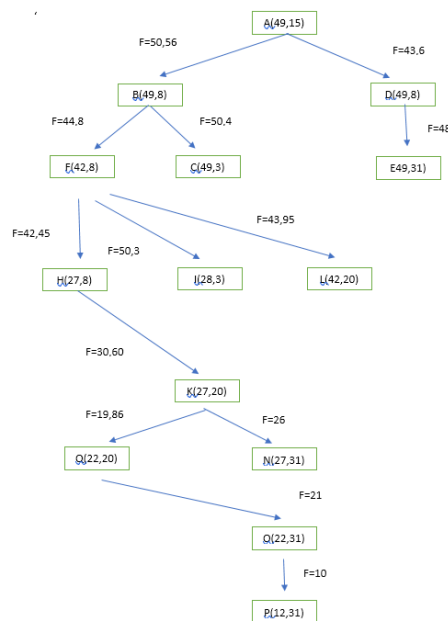 A(49,15)
F=50,56
F=43,6
B(49,8)
D(49,8)
F=44,8
F=50,4
F=48
F(42,8)
C(49,3)
E49,31)
F=42,45
F=50,3
F=43,95
H(27,8)
J(28,3)
L(42,20)
F=30,60
K(27,20)
F=19,86
F=26
O(22,20)
N(27,31)
F=21
O(22,31)
F=10
P(12,31)